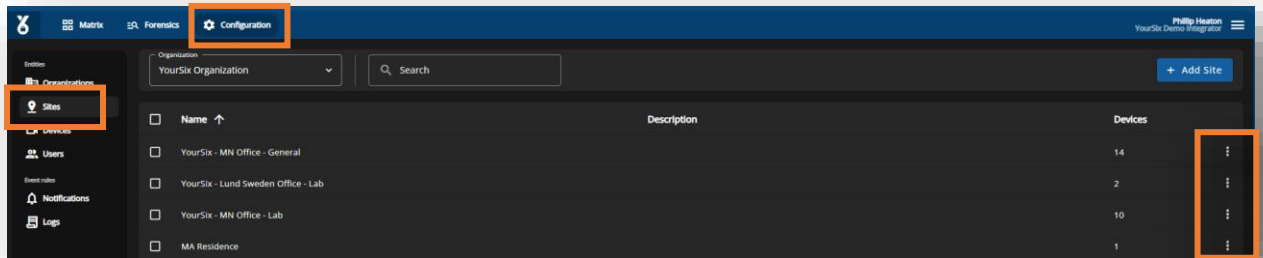 Matrix
Forensics
Configuration
Phillip Heaton
YourSix Demo Integrator
Entities
Organizations
Sites
Devices
Users
Event rules
Notifications
Logs
Organization
YourSix Organization
Search
+ Add Site
Name ↑ Description Devices
YourSix - MN Office - General 14
YourSix - Lund Sweden Office - Lab 2
YourSix - MN Office - Lab 10
MA Residence 1